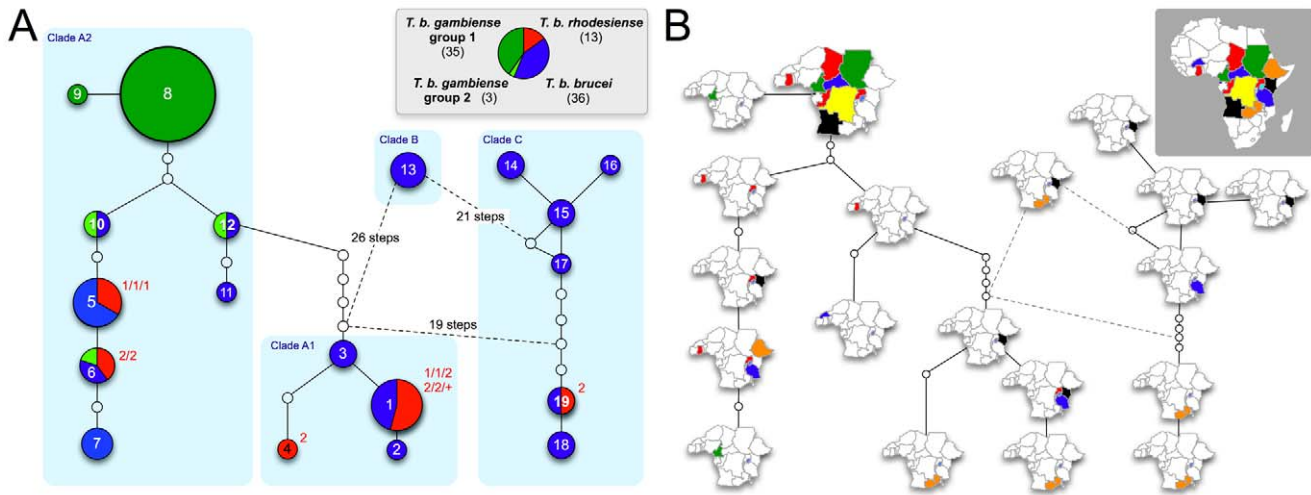 A
B
Clade A2
T. b. gambiense T. b. rhodesiense
group 1 (13)
(35)
T. b. gambiense T. b. brucei
group 2 (3) (36)
8
9
Clade B
13
Clade C
14
16
15
10
12
21 steps
26 steps
17
11
1/1/1
5
19 steps
Clade A1
3
2/2
6
1/1/2
2/2/+
1
2
19
7
2
4
2
18